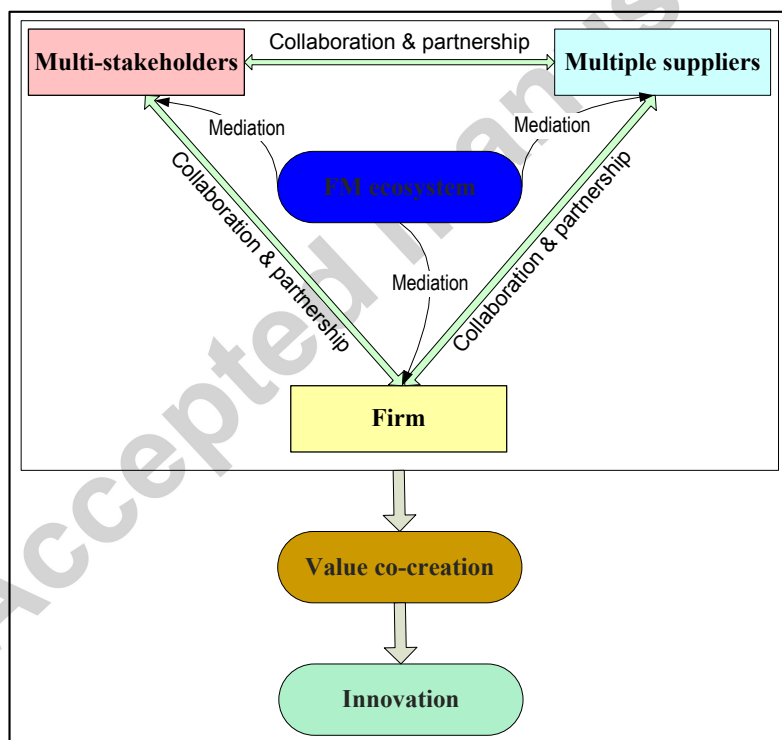 Collaboration & partnership
Multi-stakeholders
Multiple suppliers
Mediation
Mediation
FM ecosystem
Collaboration & partnership
Collaboration & partnership
Mediation
Firm
Value co-creation
Innovation
Accepted manus